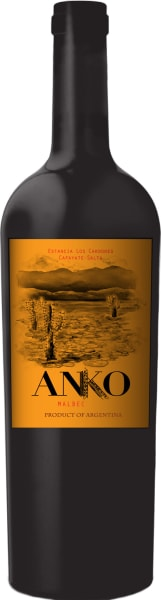 ESTANCIA LOS CARDONES
CAFAYATE SALTA
ANKO
MALBEC
PRODUCT OF ARGENTINA